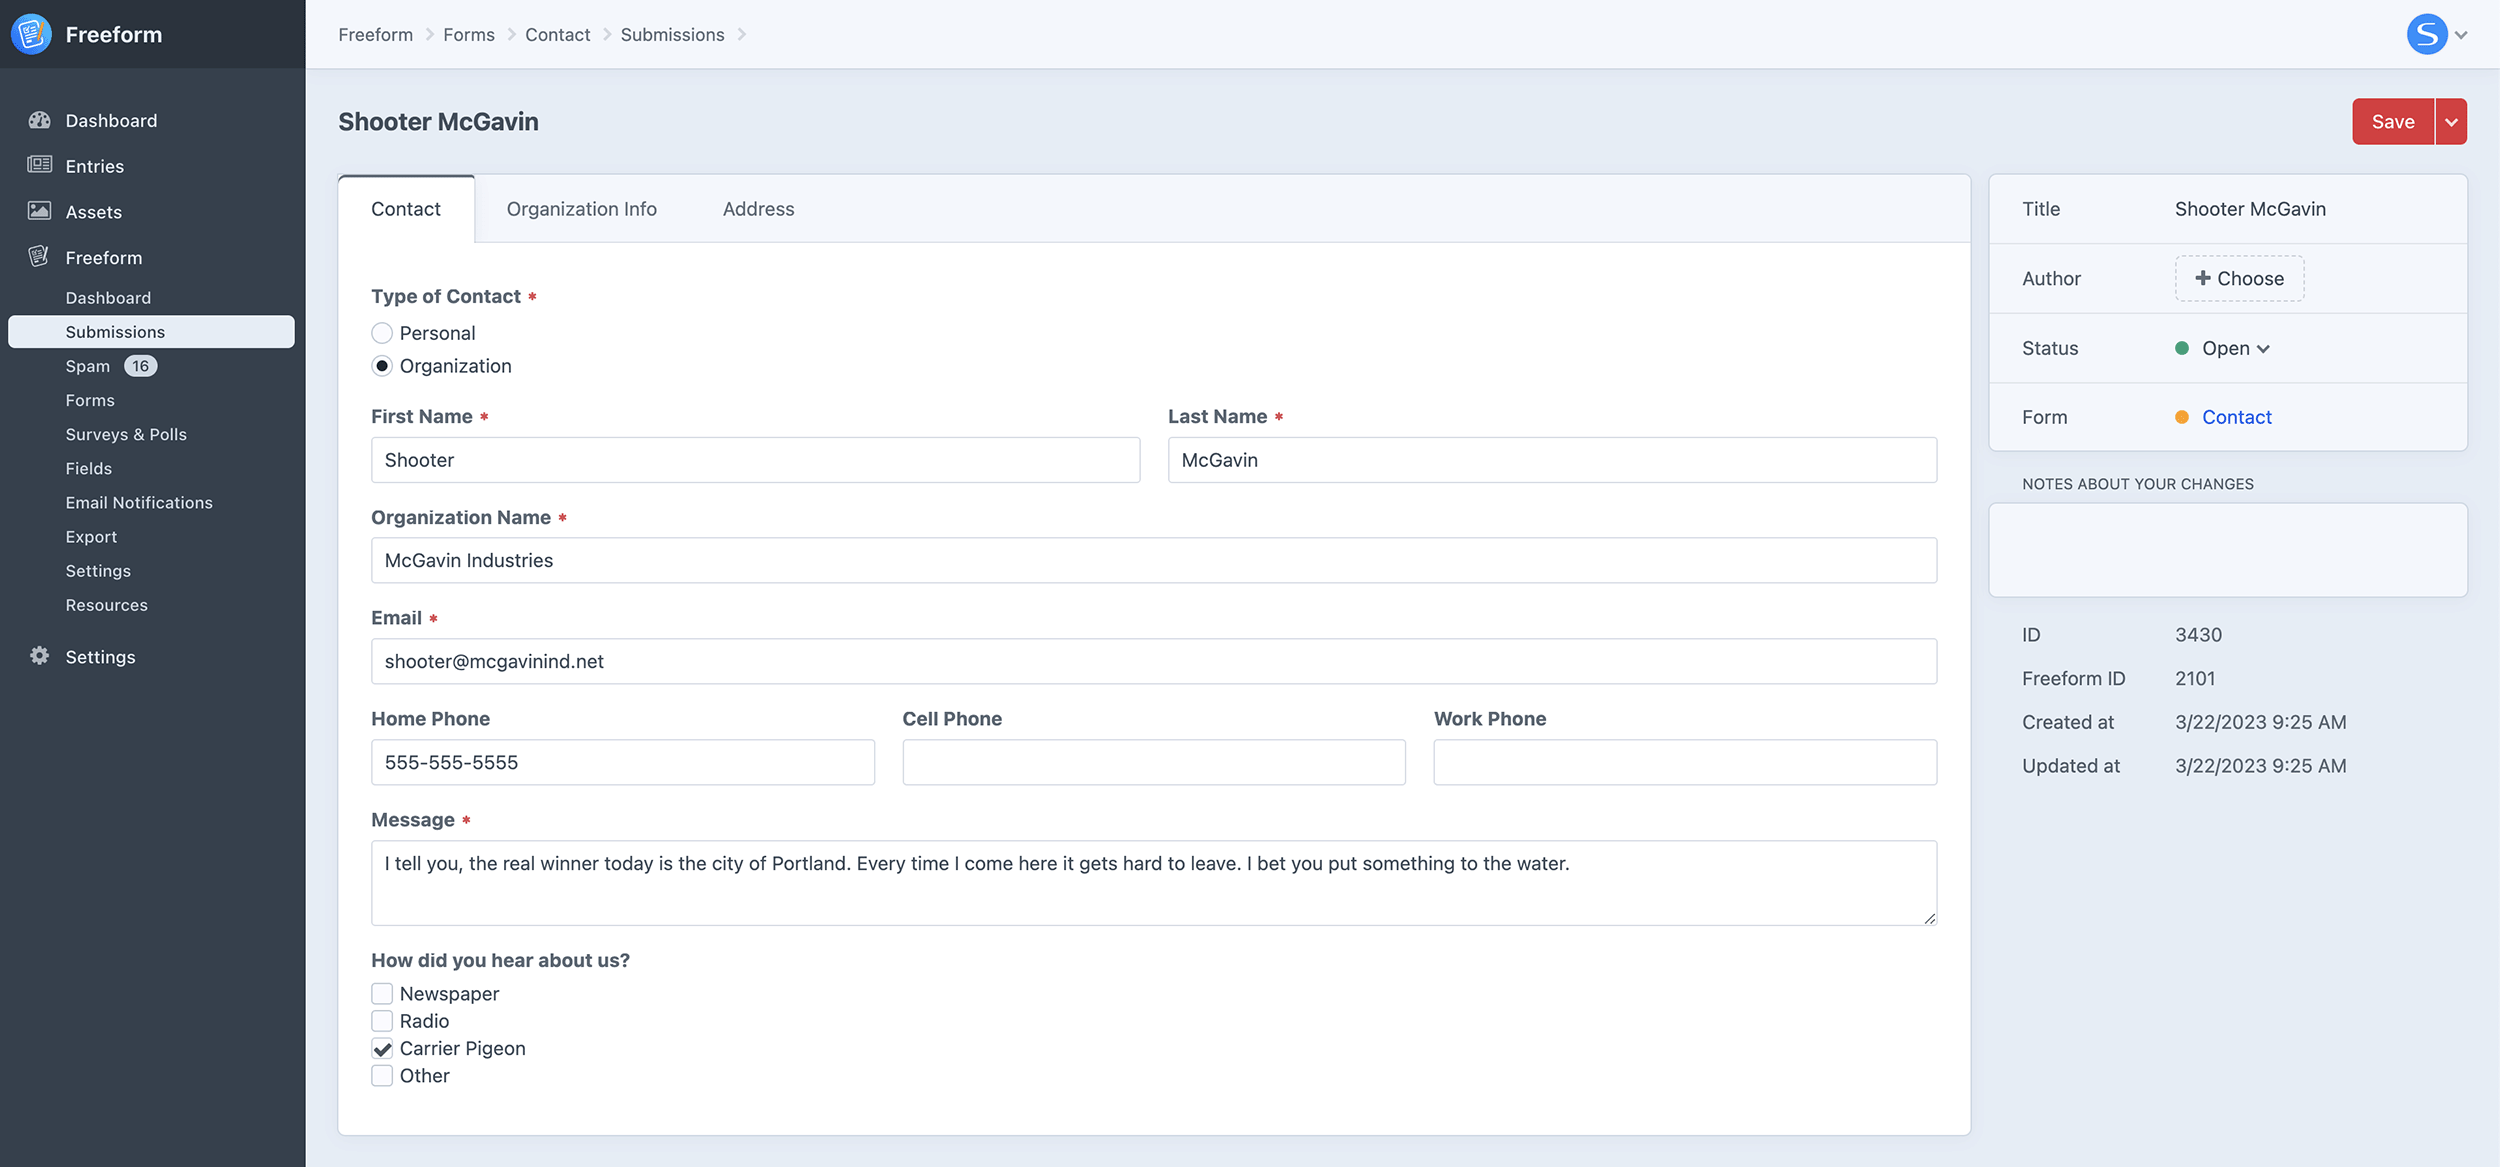 Freeform
Freeform Forms Contact Submissions
S
Dashboard
Entries
Assets
Freeform
Dashboard
Submissions
Spam 16
Forms
Surveys & Polls
Fields
Email Notifications
Export
Settings
Resources
Settings
Shooter McGavin
Save
Contact Organization Info Address
Type of Contact *
Personal
Organization
First Name * Last Name *
Shooter McGavin
Organization Name *
McGavin Industries
Email *
shooter@mcgavinind.net
Home Phone Cell Phone Work Phone
555-555-5555
Message *
I tell you, the real winner today is the city of Portland. Every time I come here it gets hard to leave. I bet you put something to the water.
How did you hear about us?
Newspaper
Radio
Carrier Pigeon
Other
Title Shooter McGavin
Author + Choose
Status Open
Form Contact
NOTES ABOUT YOUR CHANGES
ID 3430
Freeform ID 2101
Created at 3/22/2023 9:25 AM
Updated at 3/22/2023 9:25 AM